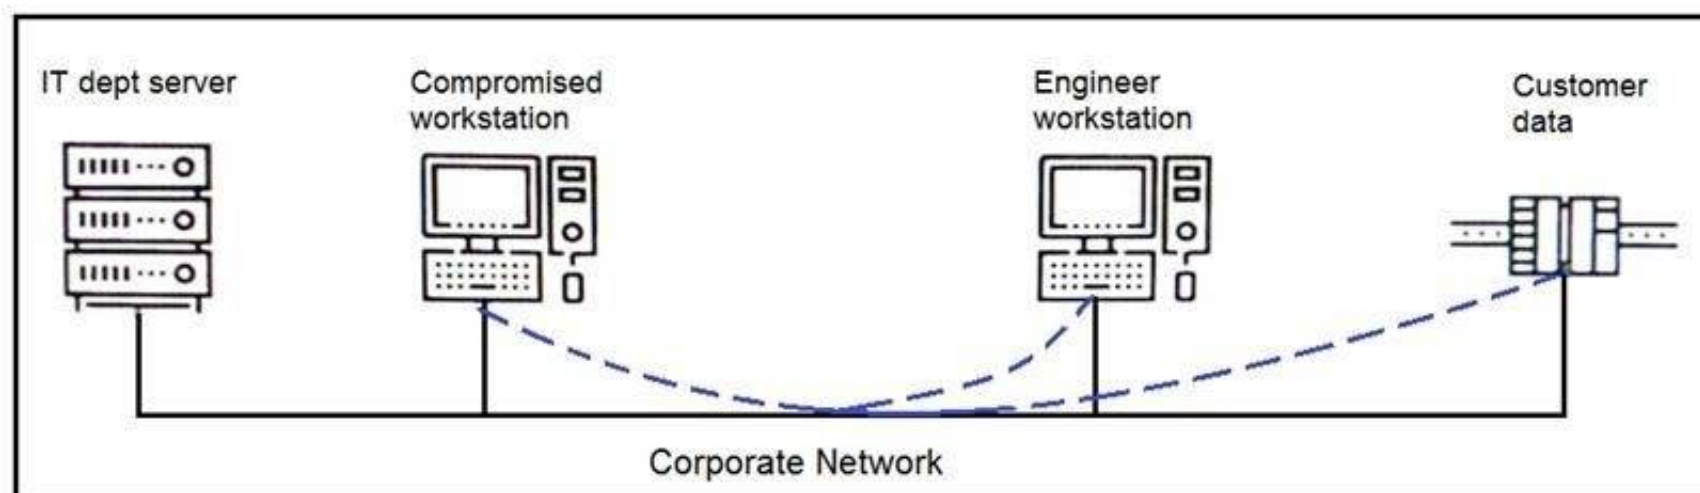 IT dept server
Compromised
workstation
Engineer
workstation
Customer
data
Corporate Network